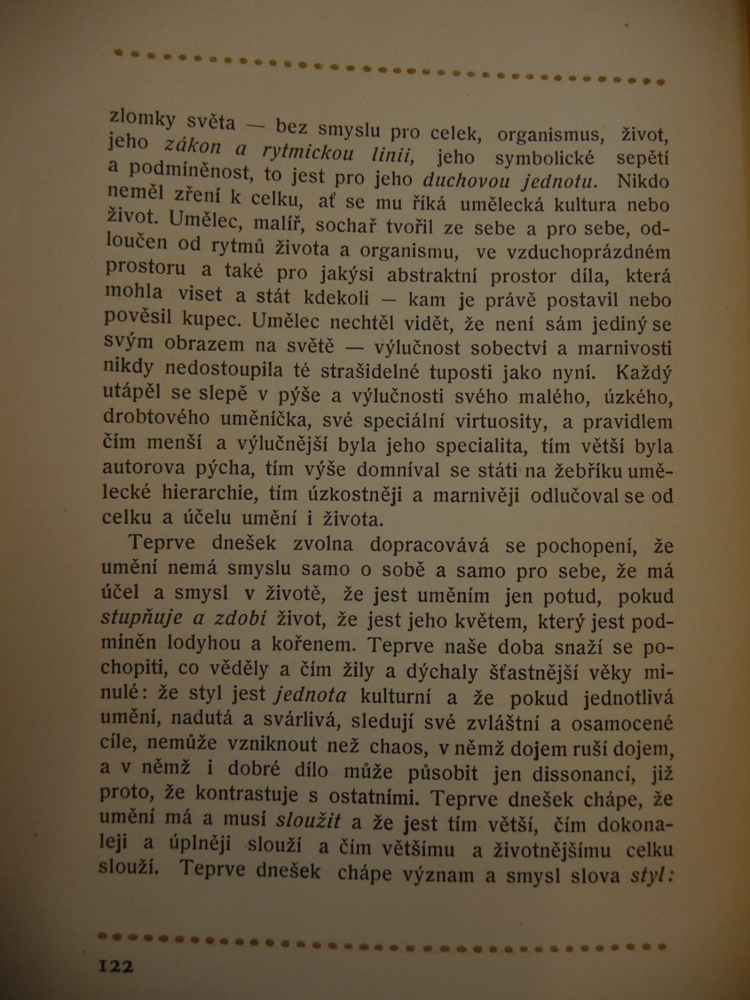 zlomky světa — bez smyslu pro celek, organismus, život,
jeho zákon a rytmickou linii, jeho symbolické sepětí
a podmíněnost, to jest pro jeho duchovou jednotu. Nikdo
neměl zření k celku, ať se mu říká umělecká kultura nebo
život. Umělec, malíř, sochař tvořil ze sebe a pro sebe, od-
loučen od rytmů života a organismu, ve vzduchoprázdném
prostoru a také pro jakýsi abstraktní prostor díla, která
mohla viset a stát kdekoli — kam je právě postavil nebo
pověsil kupec. Umělec nechtěl vidět, že není sám jediný se
svým obrazem na světě — výlučnost sobectví a marnivosti
nikdy nedostoupila té strašidelné tuposti jako nyní. Každý
utápěl se slepě v pýše a výlučnosti svého malého, úzkého,
drobtového uměníčka, své speciální virtuosity, a pravidlem
čím menší a výlučnější byla jeho specialita, tím větší byla
autorova pýcha, tím výše domníval se státi na žebříku umě-
lecké hierarchie, tím úzkostněji a marnivěji odlučoval se od
celku a účelu umění i života.
Teprve dnešek zvolna dopracovává se pochopení, že
umění nemá smyslu samo o sobě a samo pro sebe, že má
účel a smysl v životě, že jest uměním jen potud, pokud
stupňuje a zdobí život, že jest jeho květem, který jest pod-
míněn lodyhou a kořenem. Teprve naše doba snaží se po-
chopiti, co věděly a čím žily a dýchaly šťastnější věky mi-
nulé: že styl jest jednota kulturní a že pokud jednotlivá
umění, nadutá a svárlivá, sledují své zvláštní a osamocené
cíle, nemůže vzniknout než chaos, v němž dojem ruší dojem,
a v němž i dobré dílo může působit jen dissonancí, již
proto, že kontrastuje s ostatními. Teprve dnešek chápe, že
umění má a musí sloužit a že jest tím větší, čím dokona-
leji a úplněji slouží a čím většímu a životnějšímu celku
slouží. Teprve dnešek chápe význam a smysl slova styl:
122